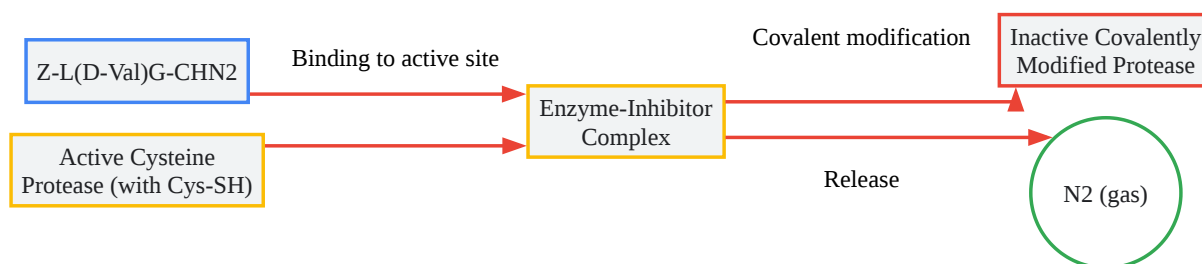 Z-L(D-Val)G-CHN2
Binding to active site
Active Cysteine
Protease (with Cys-SH)
Enzyme-Inhibitor
Complex
Covalent modification
Inactive Covalently
Modified Protease
Release
N2 (gas)